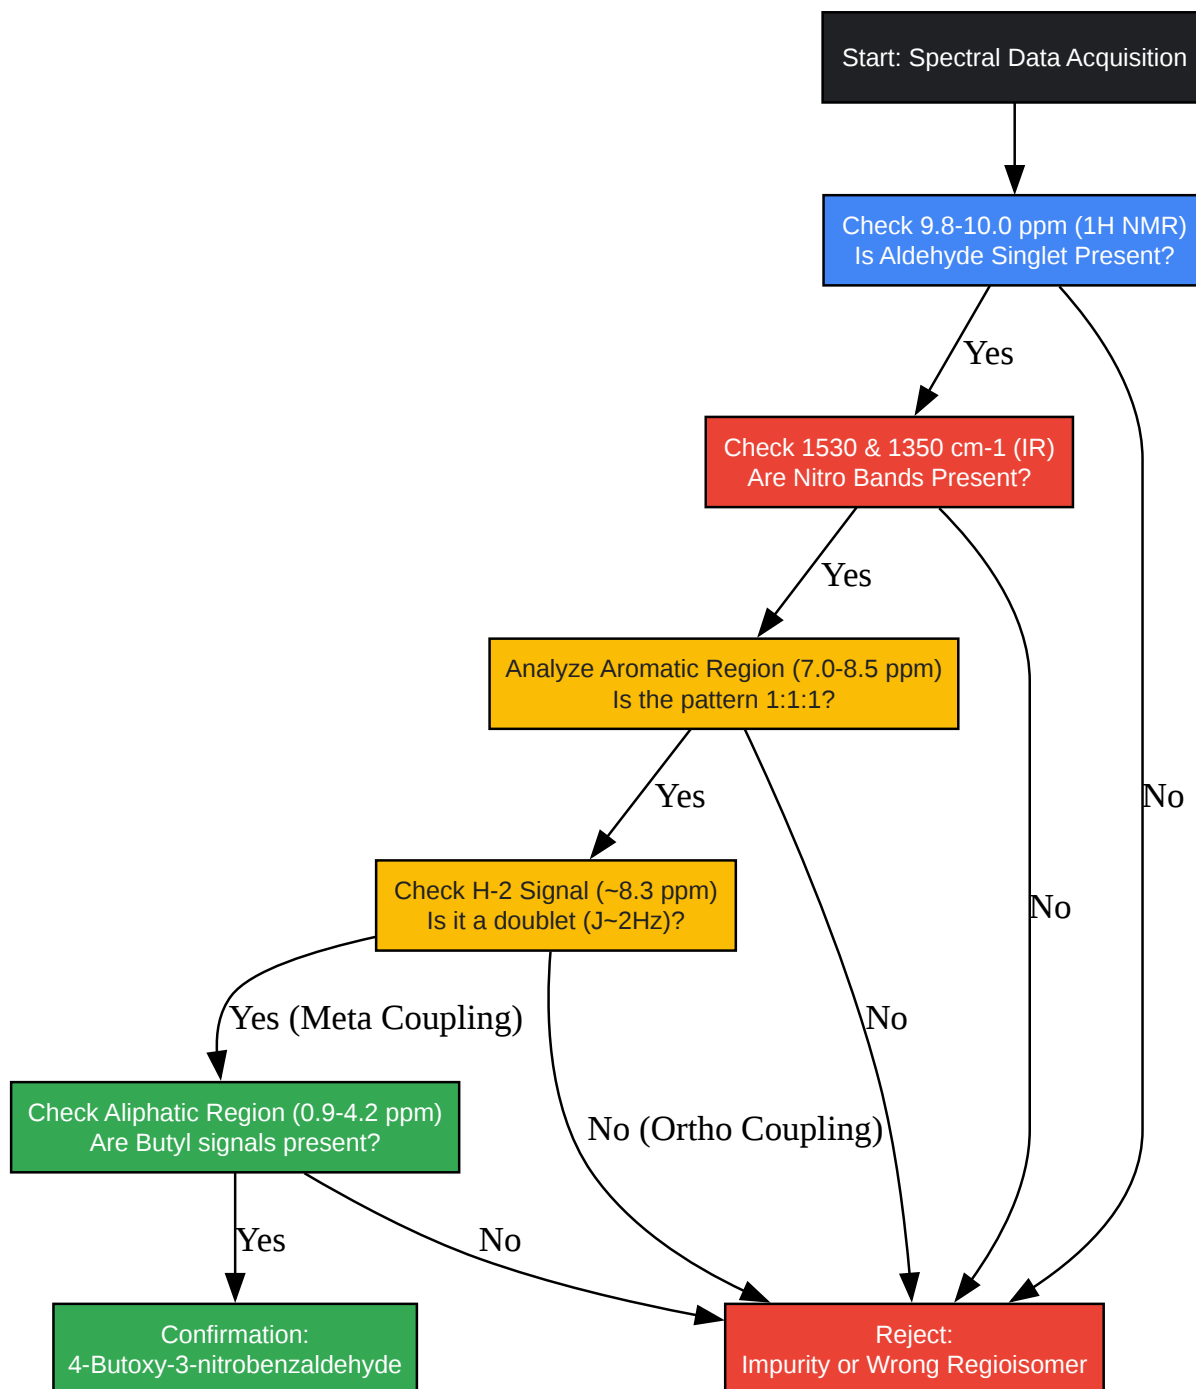 Start: Spectral Data Acquisition
Check 9.8-10.0 ppm (1H NMR)
Is Aldehyde Singlet Present?
Yes
Check 1530 & 1350 cm-1 (IR)
Are Nitro Bands Present?
Yes
Analyze Aromatic Region (7.0-8.5 ppm)
Is the pattern 1:1:1?
Yes
No
Check H-2 Signal (~8.3 ppm)
Is it a doublet (J~2Hz)?
No
Yes (Meta Coupling)
No
Check Aliphatic Region (0.9-4.2 ppm)
Are Butyl signals present?
No (Ortho Coupling)
Yes
No
Confirmation:
4-Butoxy-3-nitrobenzaldehyde
Reject:
Impurity or Wrong Regioisomer